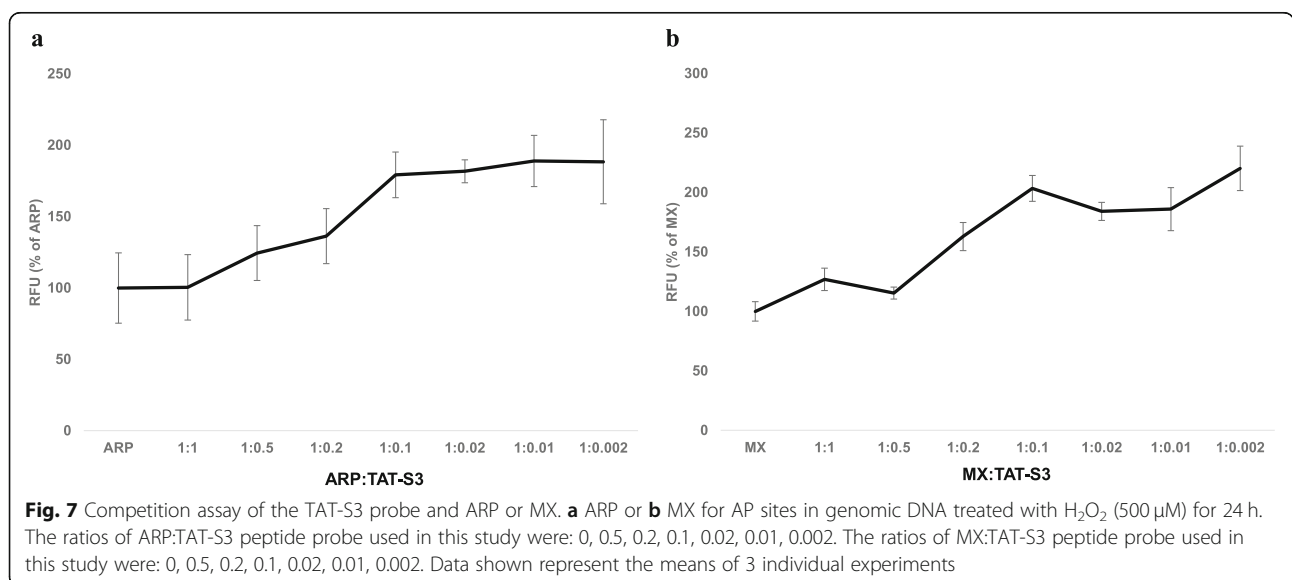 a
250
200
150
100
50
0
RFU (% of ARP)
ARP 1:1 1:0.5 1:0.2 1:0.1 1:0.02 1:0.01 1:0.002
ARP:TAT-S3
b
300
250
200
150
100
50
0
RFU (% of MX)
MX 1:1 1:0.5 1:0.2 1:0.1 1:0.02 1:0.01 1:0.002
MX:TAT-S3
Fig. 7 Competition assay of the TAT-S3 probe and ARP or MX. a ARP or b MX for AP sites in genomic DNA treated with H₂O₂ (500 μM) for 24 h.
The ratios of ARP:TAT-S3 peptide probe used in this study were: 0, 0.5, 0.2, 0.1, 0.02, 0.01, 0.002. The ratios of MX:TAT-S3 peptide probe used in
this study were: 0, 0.5, 0.2, 0.1, 0.02, 0.01, 0.002. Data shown represent the means of 3 individual experiments